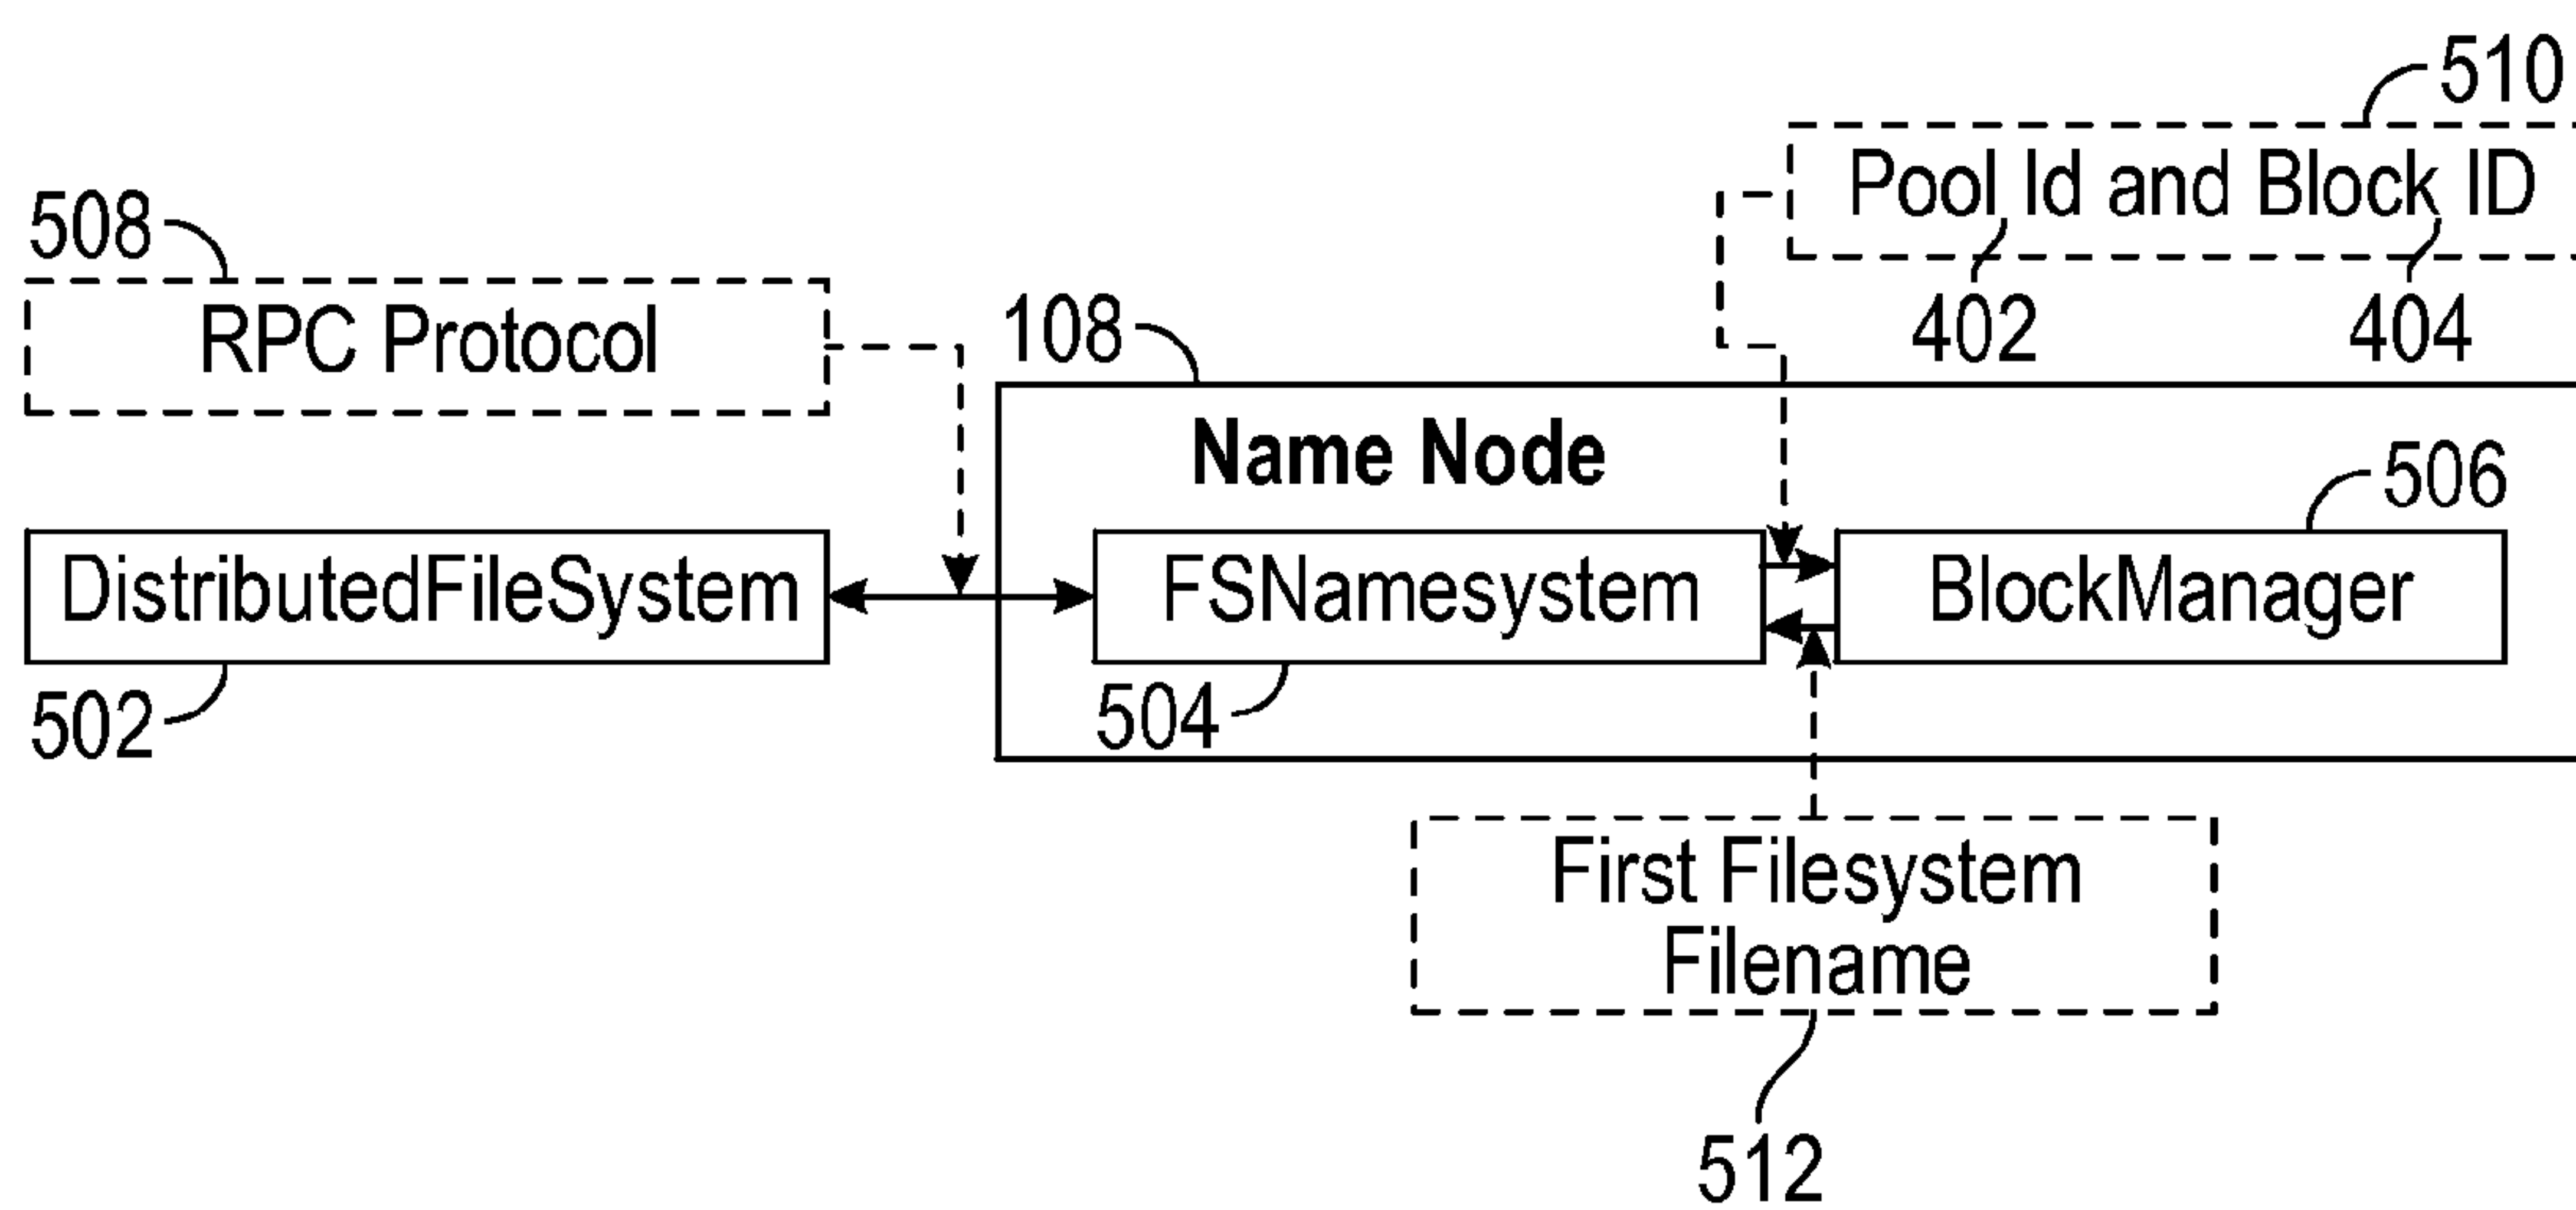 510
Pool Id and Block ID
508
402
404
RPC Protocol
108
Name Node
506
DistributedFileSystem
FSNamesystem
BlockManager
502
504
First Filesystem
Filename
512